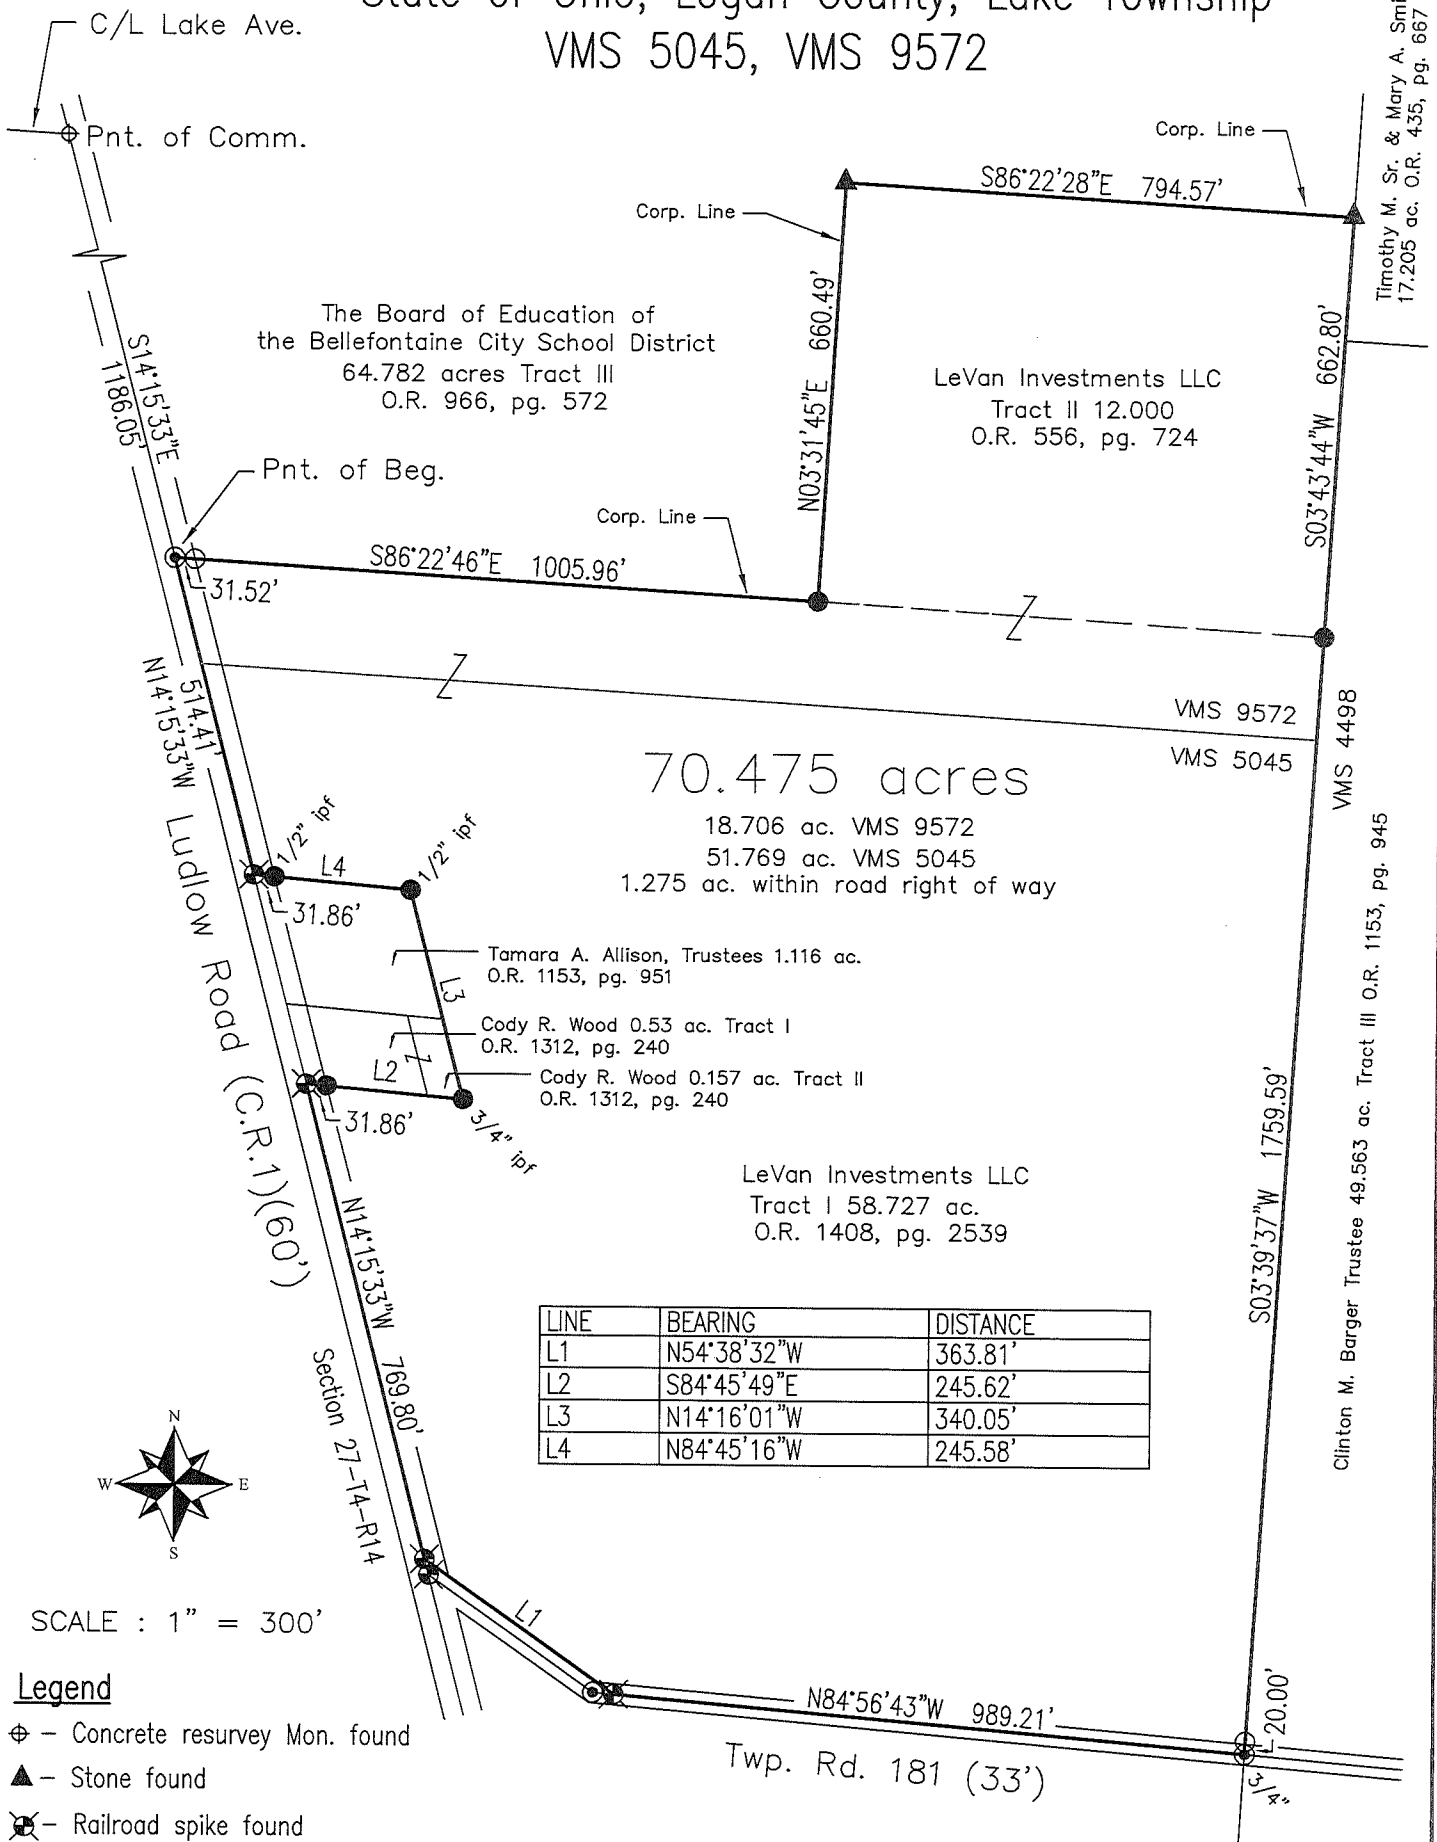 State of Ohio, Logan County, Lake Township
VMS 5045, VMS 9572
C/L Lake Ave.
Pnt. of Comm.
Corp. Line
S86°22'28"E 794.57'
Corp. Line
Timothy M. Sr. & Mary A.
17.205 ac. O.R. 435, pg. 667
The Board of Education of
the Bellefontaine City School District
64.782 acres Tract III
O.R. 966, pg. 572
S14°15'33"E
1186.05'
N03°31'45"E 660.49'
LeVan Investments LLC
Tract II 12.000
O.R. 556, pg. 724
S03°43'44"W 662.80'
Pnt. of Beg.
Corp. Line
S86°22'46"E 1005.96'
31.52'
514.41'
N14°15'33"W
VMS 9572
VMS 5045
VMS 4498
70.475 acres
18.706 ac. VMS 9572
51.769 ac. VMS 5045
1.275 ac. within road right of way
1/2" ipf
L4
1/2" ipf
31.86'
Tamara A. Allison, Trustees 1.116 ac.
O.R. 1153, pg. 951
L3
Cody R. Wood 0.53 ac. Tract I
O.R. 1312, pg. 240
L2
Cody R. Wood 0.157 ac. Tract II
O.R. 1312, pg. 240
31.86'
3/4" ipf
Ludlow Road (C.R.1)(60')
LeVan Investments LLC
Tract I 58.727 ac.
O.R. 1408, pg. 2539
S03°39'37"W 1759.59'
Clinton M. Barger Trustee 49.563 ac. Tract III O.R. 1153, pg. 945
N14°15'33"W 769.80'
Section 27-T4-R14
LINE BEARING DISTANCE
L1 N54°38'32"W 363.81'
L2 S84°45'49"E 245.62'
L3 N14°16'01"W 340.05'
L4 N84°45'16"W 245.58'
N
W E
S
L1
N84°56'43"W 989.21'
20.00'
3/4"
Twp. Rd. 181 (33')
SCALE : 1" = 300'
Legend
– Concrete resurvey Mon. found
– Stone found
– Railroad spike found